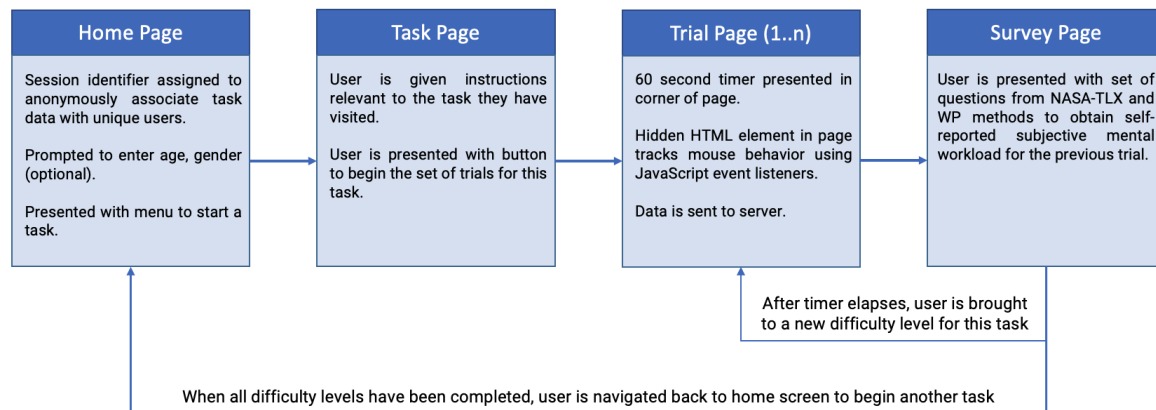 Home Page
Session identifier assigned to
anonymously associate task
data with unique users.
Prompted to enter age, gender
(optional).
Presented with menu to start a
task.
Task Page
User is given instructions
relevant to the task they have
visited.
User is presented with button
to begin the set of trials for this
task.
Trial Page (1..n)
60 second timer presented in
corner of page.
Hidden HTML element in page
tracks mouse behavior using
JavaScript event listeners.
Data is sent to server.
Survey Page
User is presented with set of
questions from NASA-TLX and
WP methods to obtain self-
reported subjective mental
workload for the previous trial.
After timer elapses, user is brought
to a new difficulty level for this task
When all difficulty levels have been completed, user is navigated back to home screen to begin another task